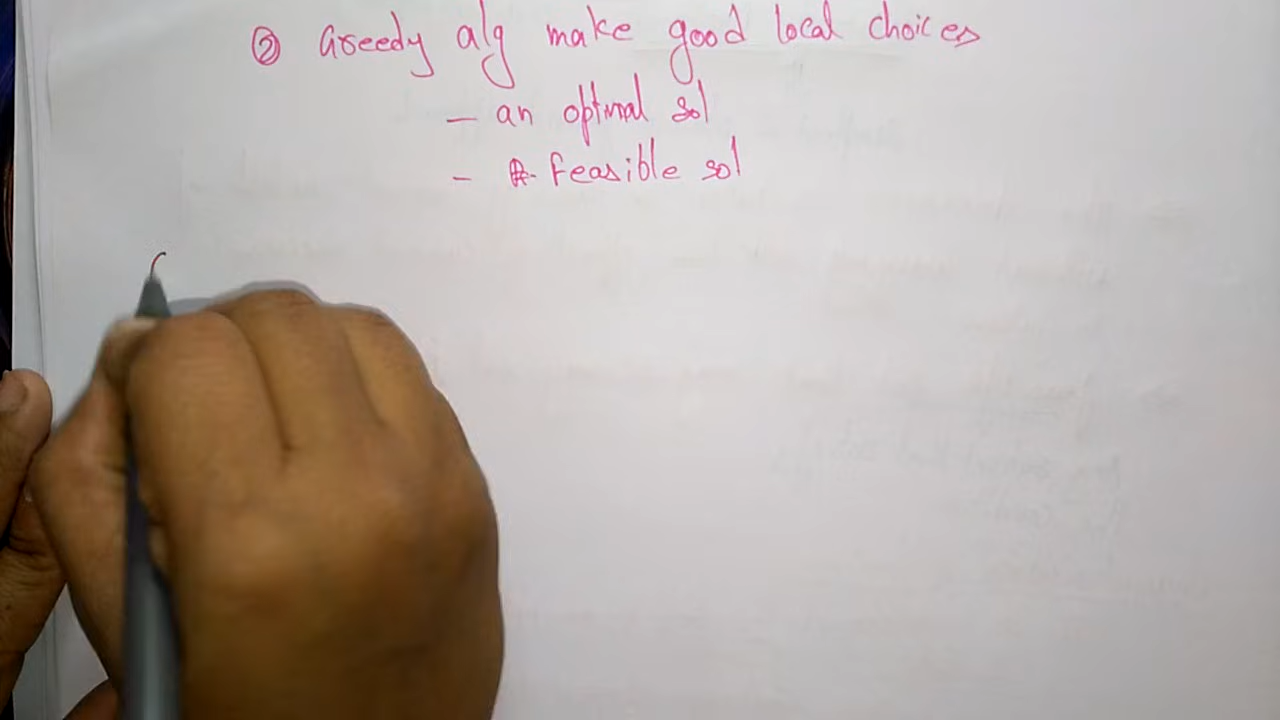 ② Greedy alg make good local choices
- an optimal sol
- A feasible sol